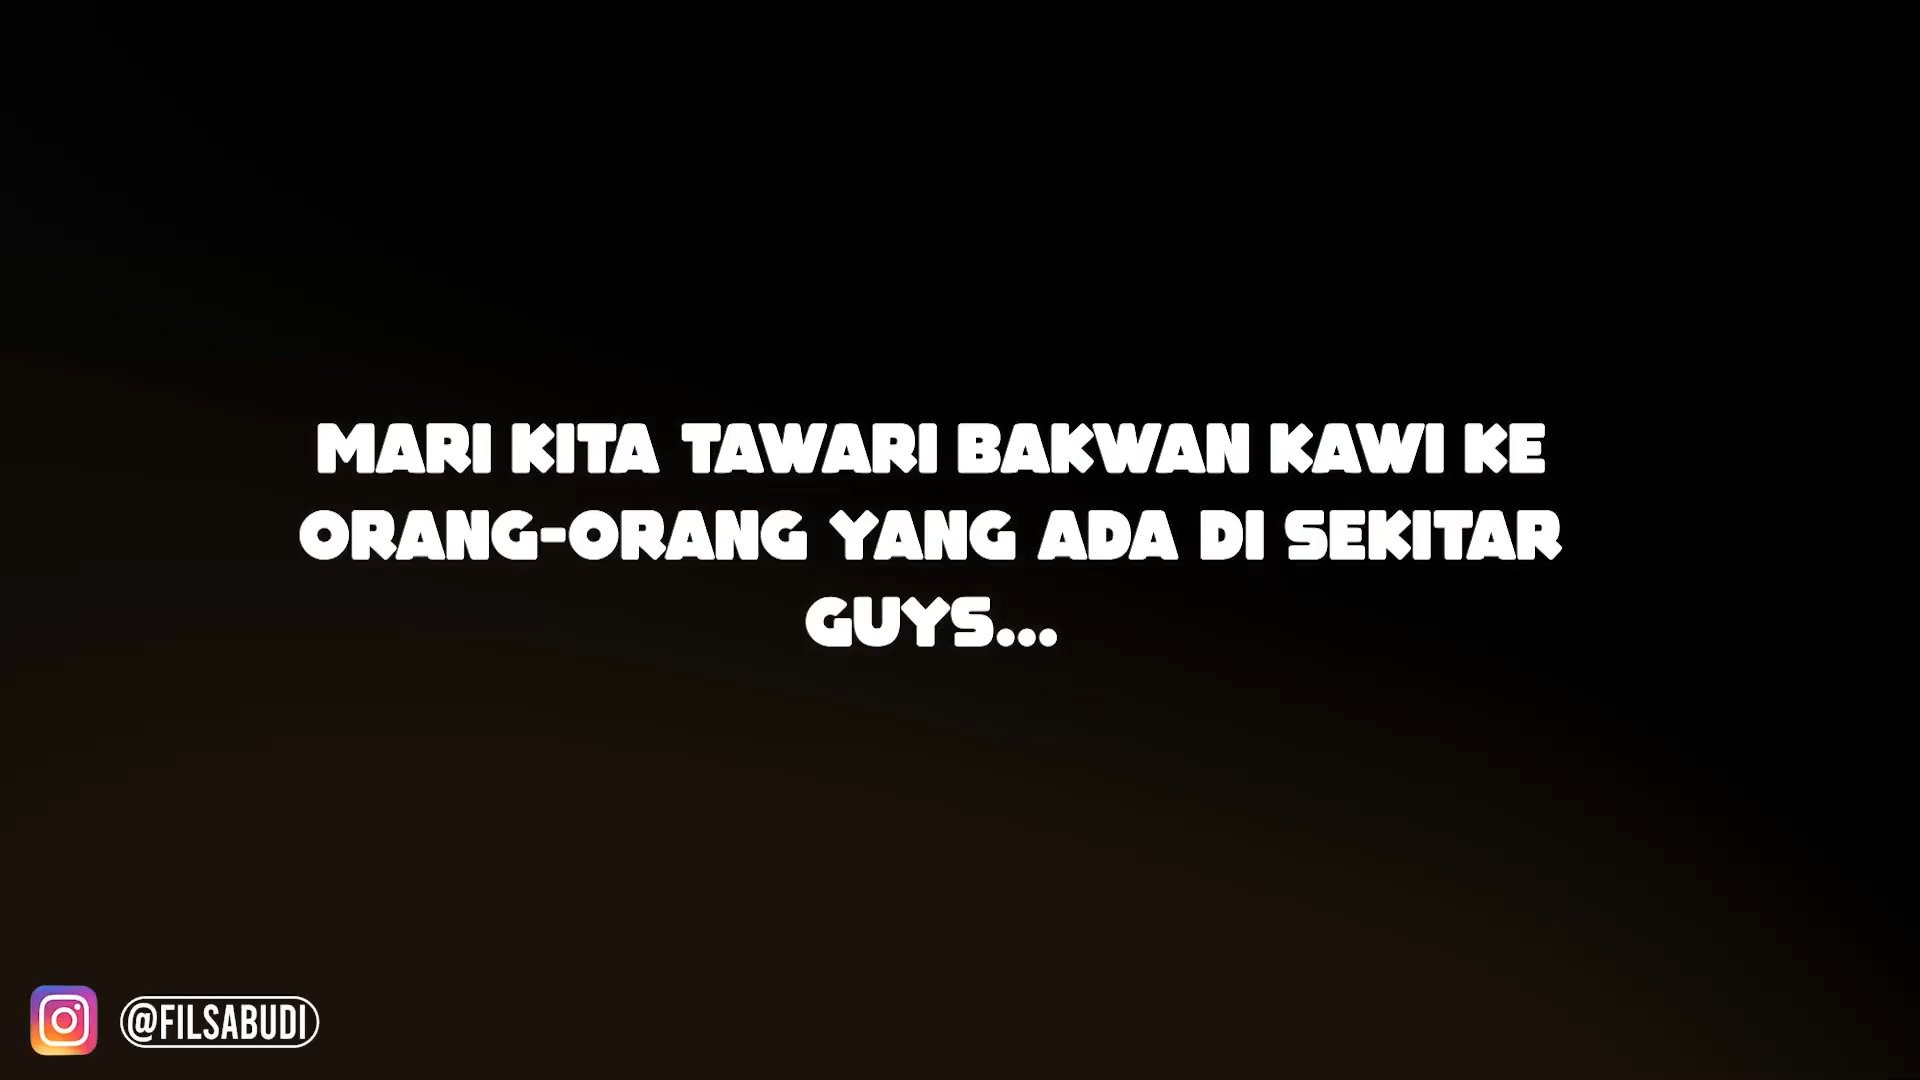 MARI KITA TAWARI BAKWAN KAWI KE
ORANG-ORANG YANG ADA DI SEKITAR
GUYS...
@FILSABUDI